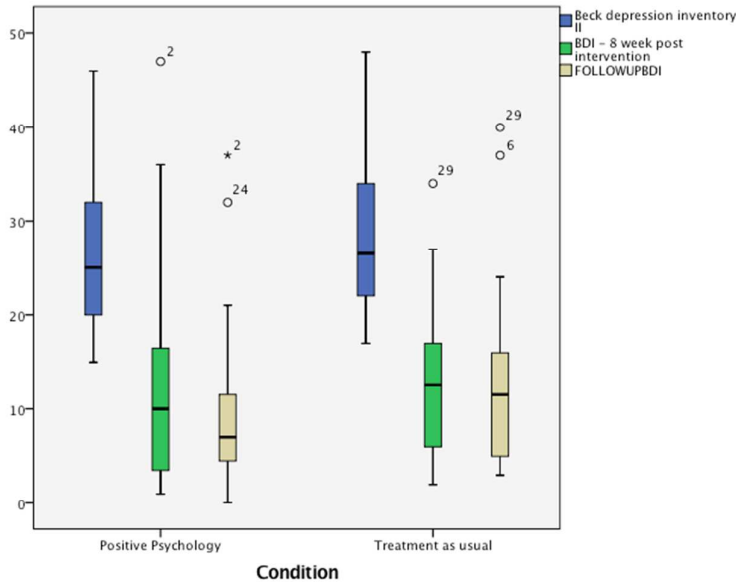 Beck depression inventory
II
BDI - 8 week post
intervention
FOLLOWUPBDI
50
40
30
20
10
0
2
2
24
29
29
6
Positive Psychology
Treatment as usual
Condition